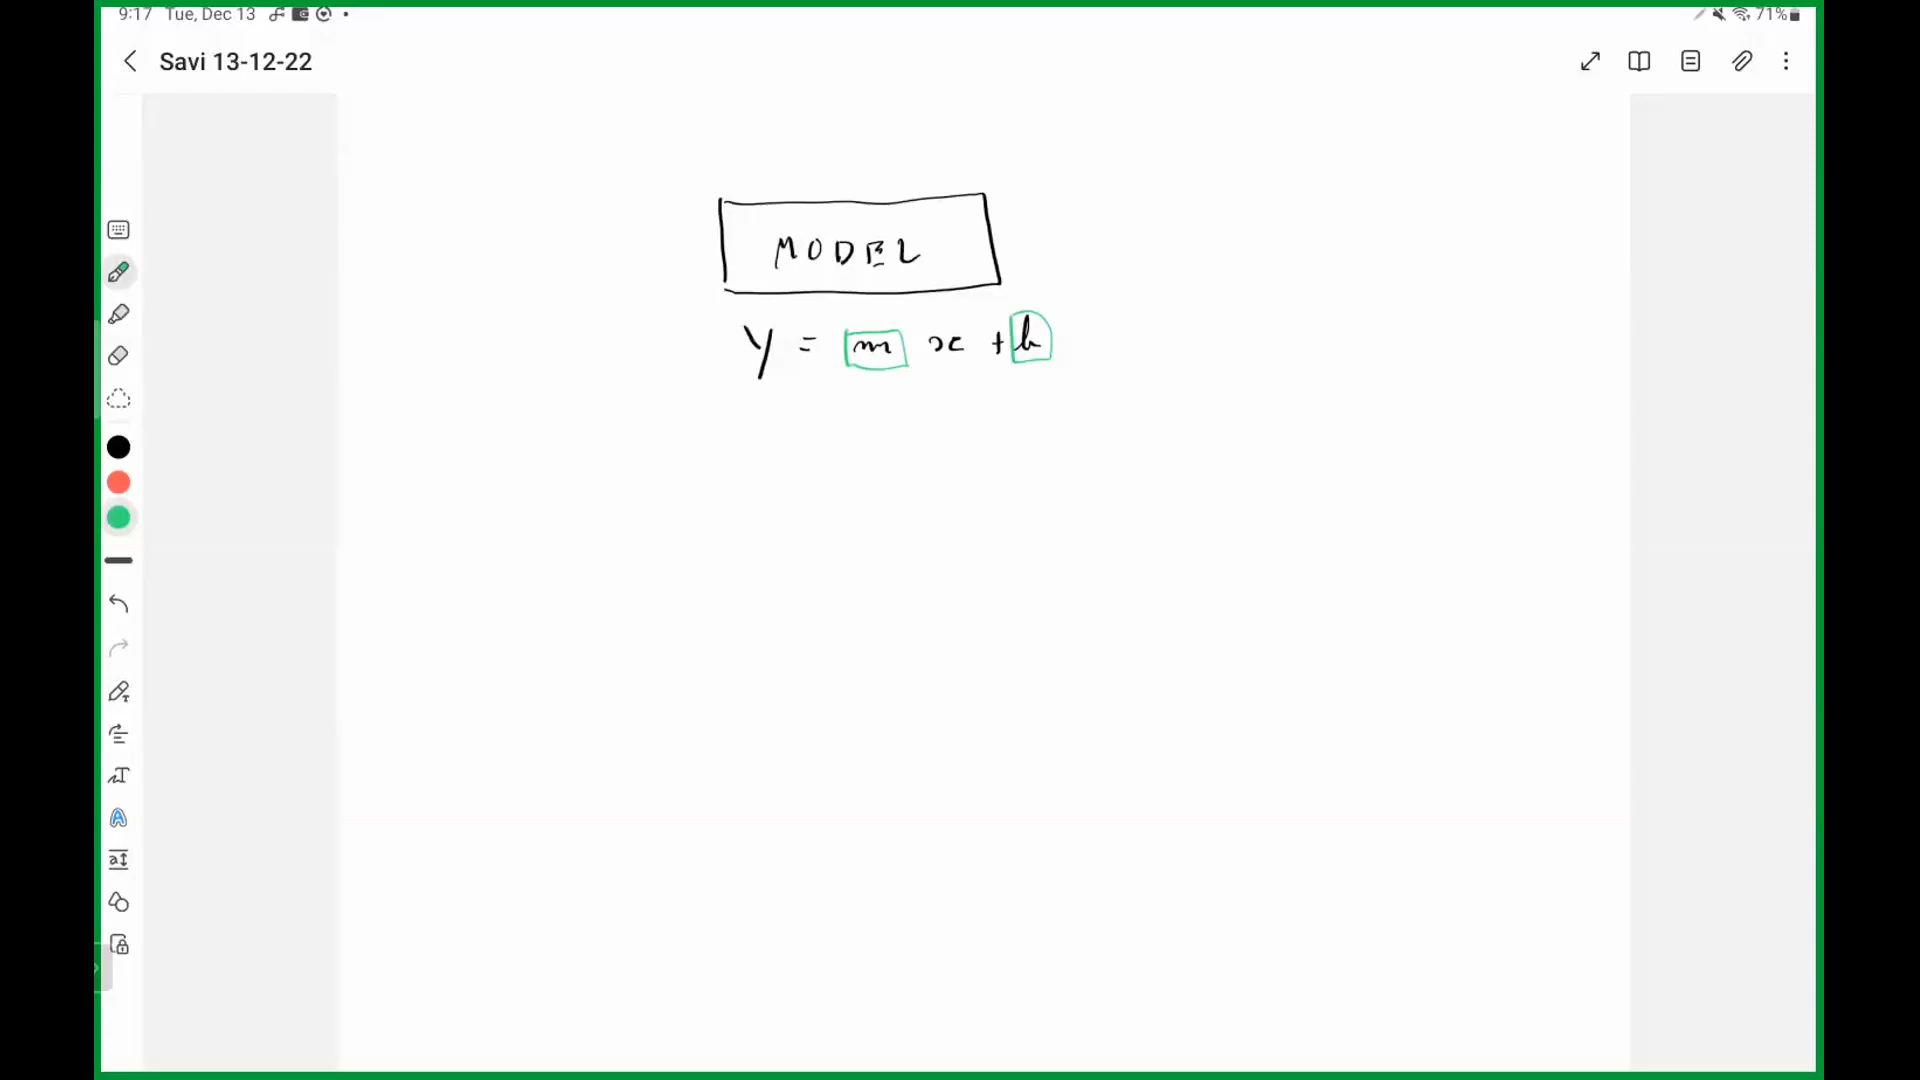 9:17 Tue, Dec 13 71%
Savi 13-12-22
MODEL
y = m x + b